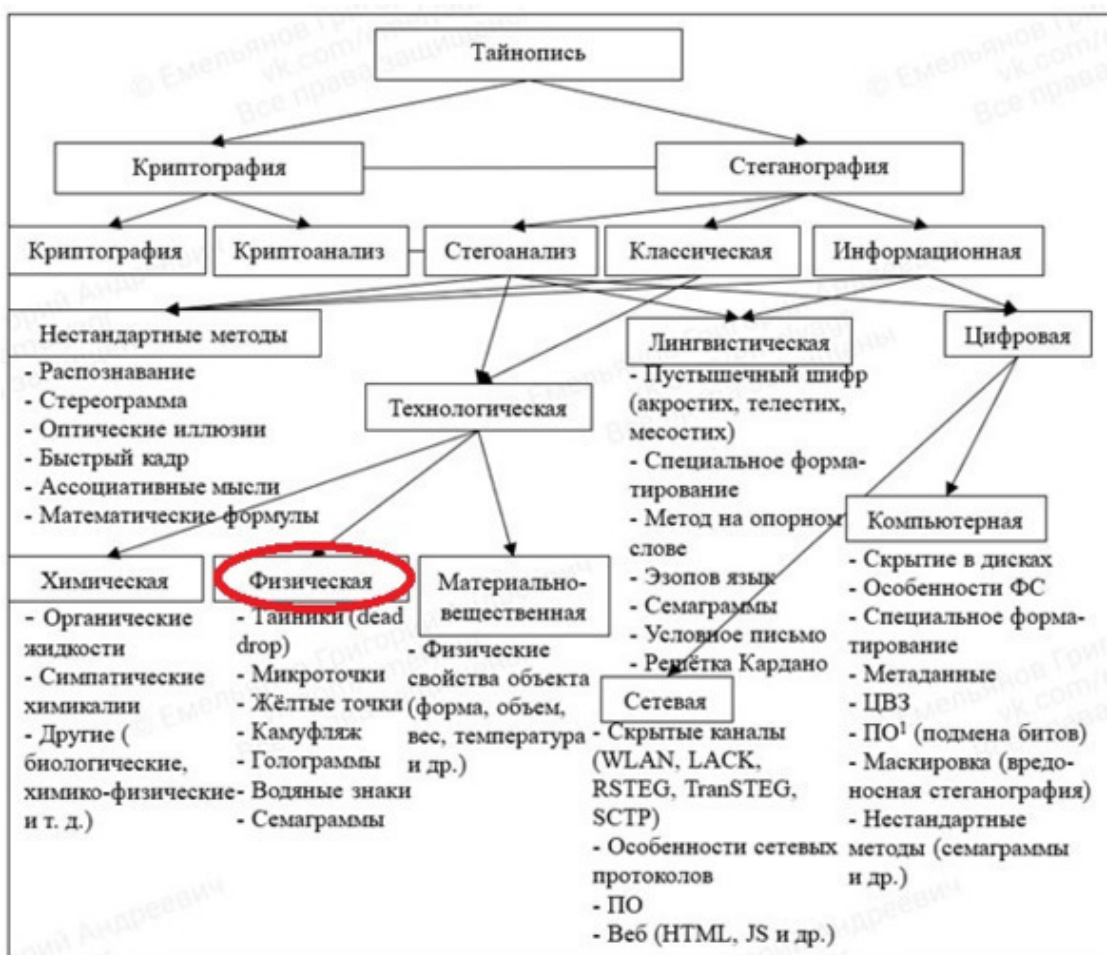 Тайнопись
Криптография
Стеганография
Криптография
Криптоанализ
Стегоанализ
Классическая
Информационная
Нестандартные методы
- Распознавание
- Стереограмма
- Оптические иллюзии
- Быстрый кадр
- Ассоциативные мысли
- Математические формулы
Технологическая
Лингвистическая
- Пустышечный шифр
(акростих, телестих,
месостих)
- Специальное форма-
тирование
- Метод на опорном
слове
- Эзопов язык
- Семаграммы
- Условное письмо
- Решётка Кардано
Цифровая
Химическая
- Органические
жидкости
- Симпатические
химикалии
- Другие (
биологические,
химико-физические
и т. д.)
Физическая
- Тайники (dead
drop)
- Микроточки
- Жёлтые точки
- Камуфляж
- Голограммы
- Водяные знаки
- Семаграммы
Материально-
вещественная
- Физические
свойства объекта
(форма, объем,
вес, температура
и др.)
Сетевая
- Скрытые каналы
(WLAN, LACK,
RSTEG, TranSTEG,
SCTP)
- Особенности сетевых
протоколов
- ПО
- Веб (HTML, JS и др.)
Компьютерная
- Скрытие в дисках
- Особенности ФС
- Специальное форма-
тирование
- Метаданные
- ЦВЗ
- ПО¹ (подмена битов)
- Маскировка (вредо-
носная стеганография)
- Нестандартные
методы (семаграммы
и др.)